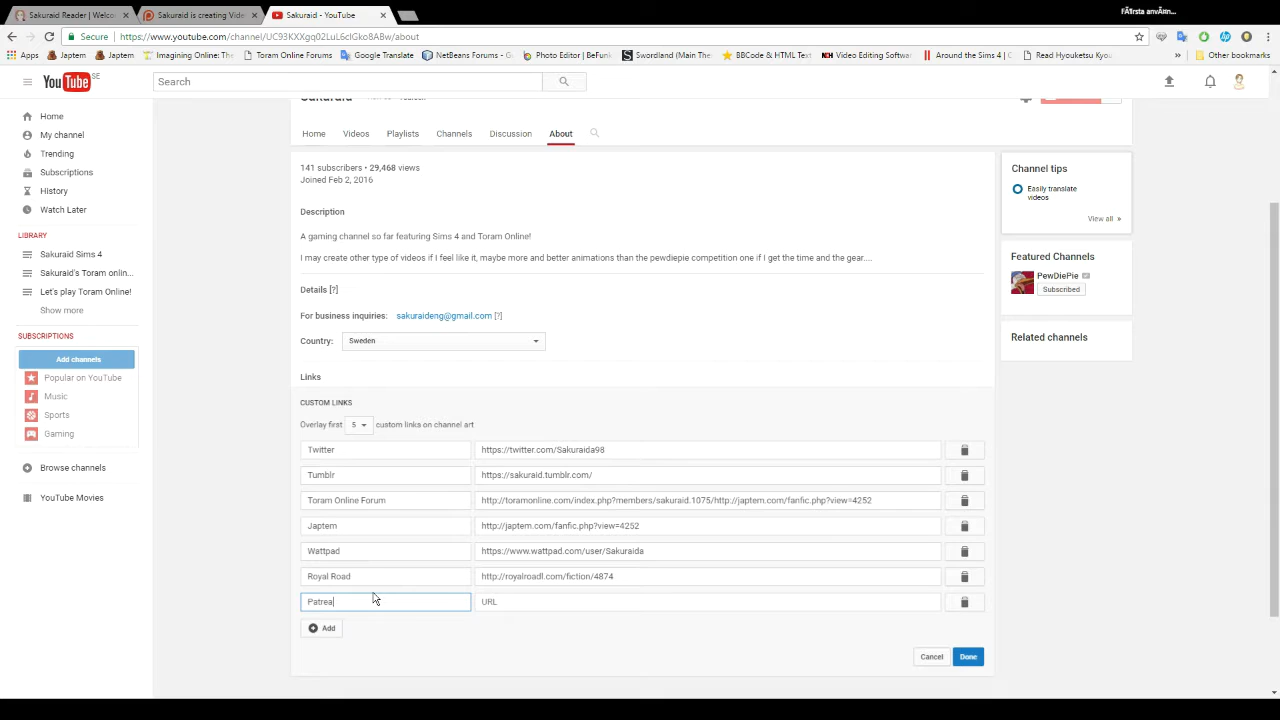 Sakuraid Reader | Welco
Sakuraid is creating Vide
Sakuraid - YouTube
Secure
https://www.youtube.com/channel/UC93KXXgq02LuL6clGko8ABw/about
Apps
Japtem
Japtem
Imagining Online: The
Toram Online Forums
Google Translate
NetBeans Forums - G
Photo Editor | BeFunk
Swordland (Main The
BBCode & HTML Text
Video Editing Softwar
Around the Sims 4 | C
Read Hyouketsu Kyou
Other bookmarks
YouTube SE
Search
Home
My channel
Trending
Subscriptions
History
Watch Later
LIBRARY
Sakuraid Sims 4
Sakuraid's Toram onlin...
Let's play Toram Online!
Show more
SUBSCRIPTIONS
Add channels
Popular on YouTube
Music
Sports
Gaming
Browse channels
YouTube Movies
Sakuraid
Home
Videos
Playlists
Channels
Discussion
About
141 subscribers • 29,468 views
Joined Feb 2, 2016
Description
A gaming channel so far featuring Sims 4 and Toram Online!
I may create other type of videos if I feel like it, maybe more and better animations than the pewdiepie competition one if I get the time and the gear....
Details [?]
For business inquiries: sakuraideng@gmail.com [?]
Country: Sweden
Links
CUSTOM LINKS
Overlay first 5 custom links on channel art
Twitter https://twitter.com/Sakuraida98
Tumblr https://sakuraid.tumblr.com/
Toram Online Forum http://toramonline.com/index.php?members/sakuraid.1075/http://japtem.com/fanfic.php?view=4252
Japtem http://japtem.com/fanfic.php?view=4252
Wattpad https://www.wattpad.com/user/Sakuraida
Royal Road http://royalroadl.com/fiction/4874
Patrea URL
Add
Cancel
Done
Channel tips
Easily translate
videos
View all »
Featured Channels
PewDiePie
Subscribed
Related channels